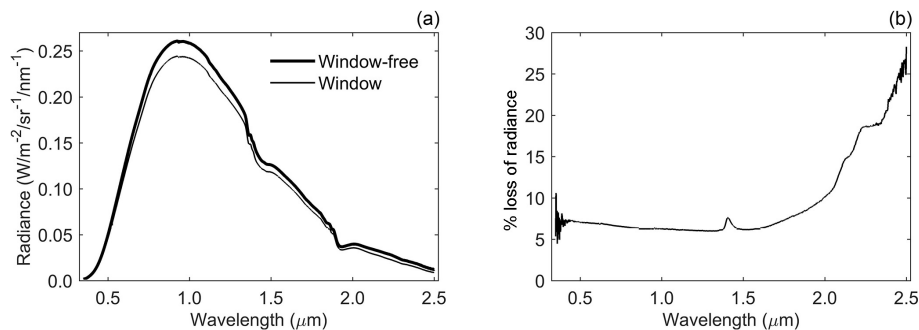 (a)
0.25
0.20
0.15
0.10
0.05
0.0
Radiance (W/m⁻²/sr⁻¹/nm⁻¹)
Window-free
Window
0.5 1.0 1.5 2.0 2.5
Wavelength (μm)
(b)
30
25
20
15
10
5
0
% loss of radiance
0.5 1.0 1.5 2.0 2.5
Wavelength (μm)